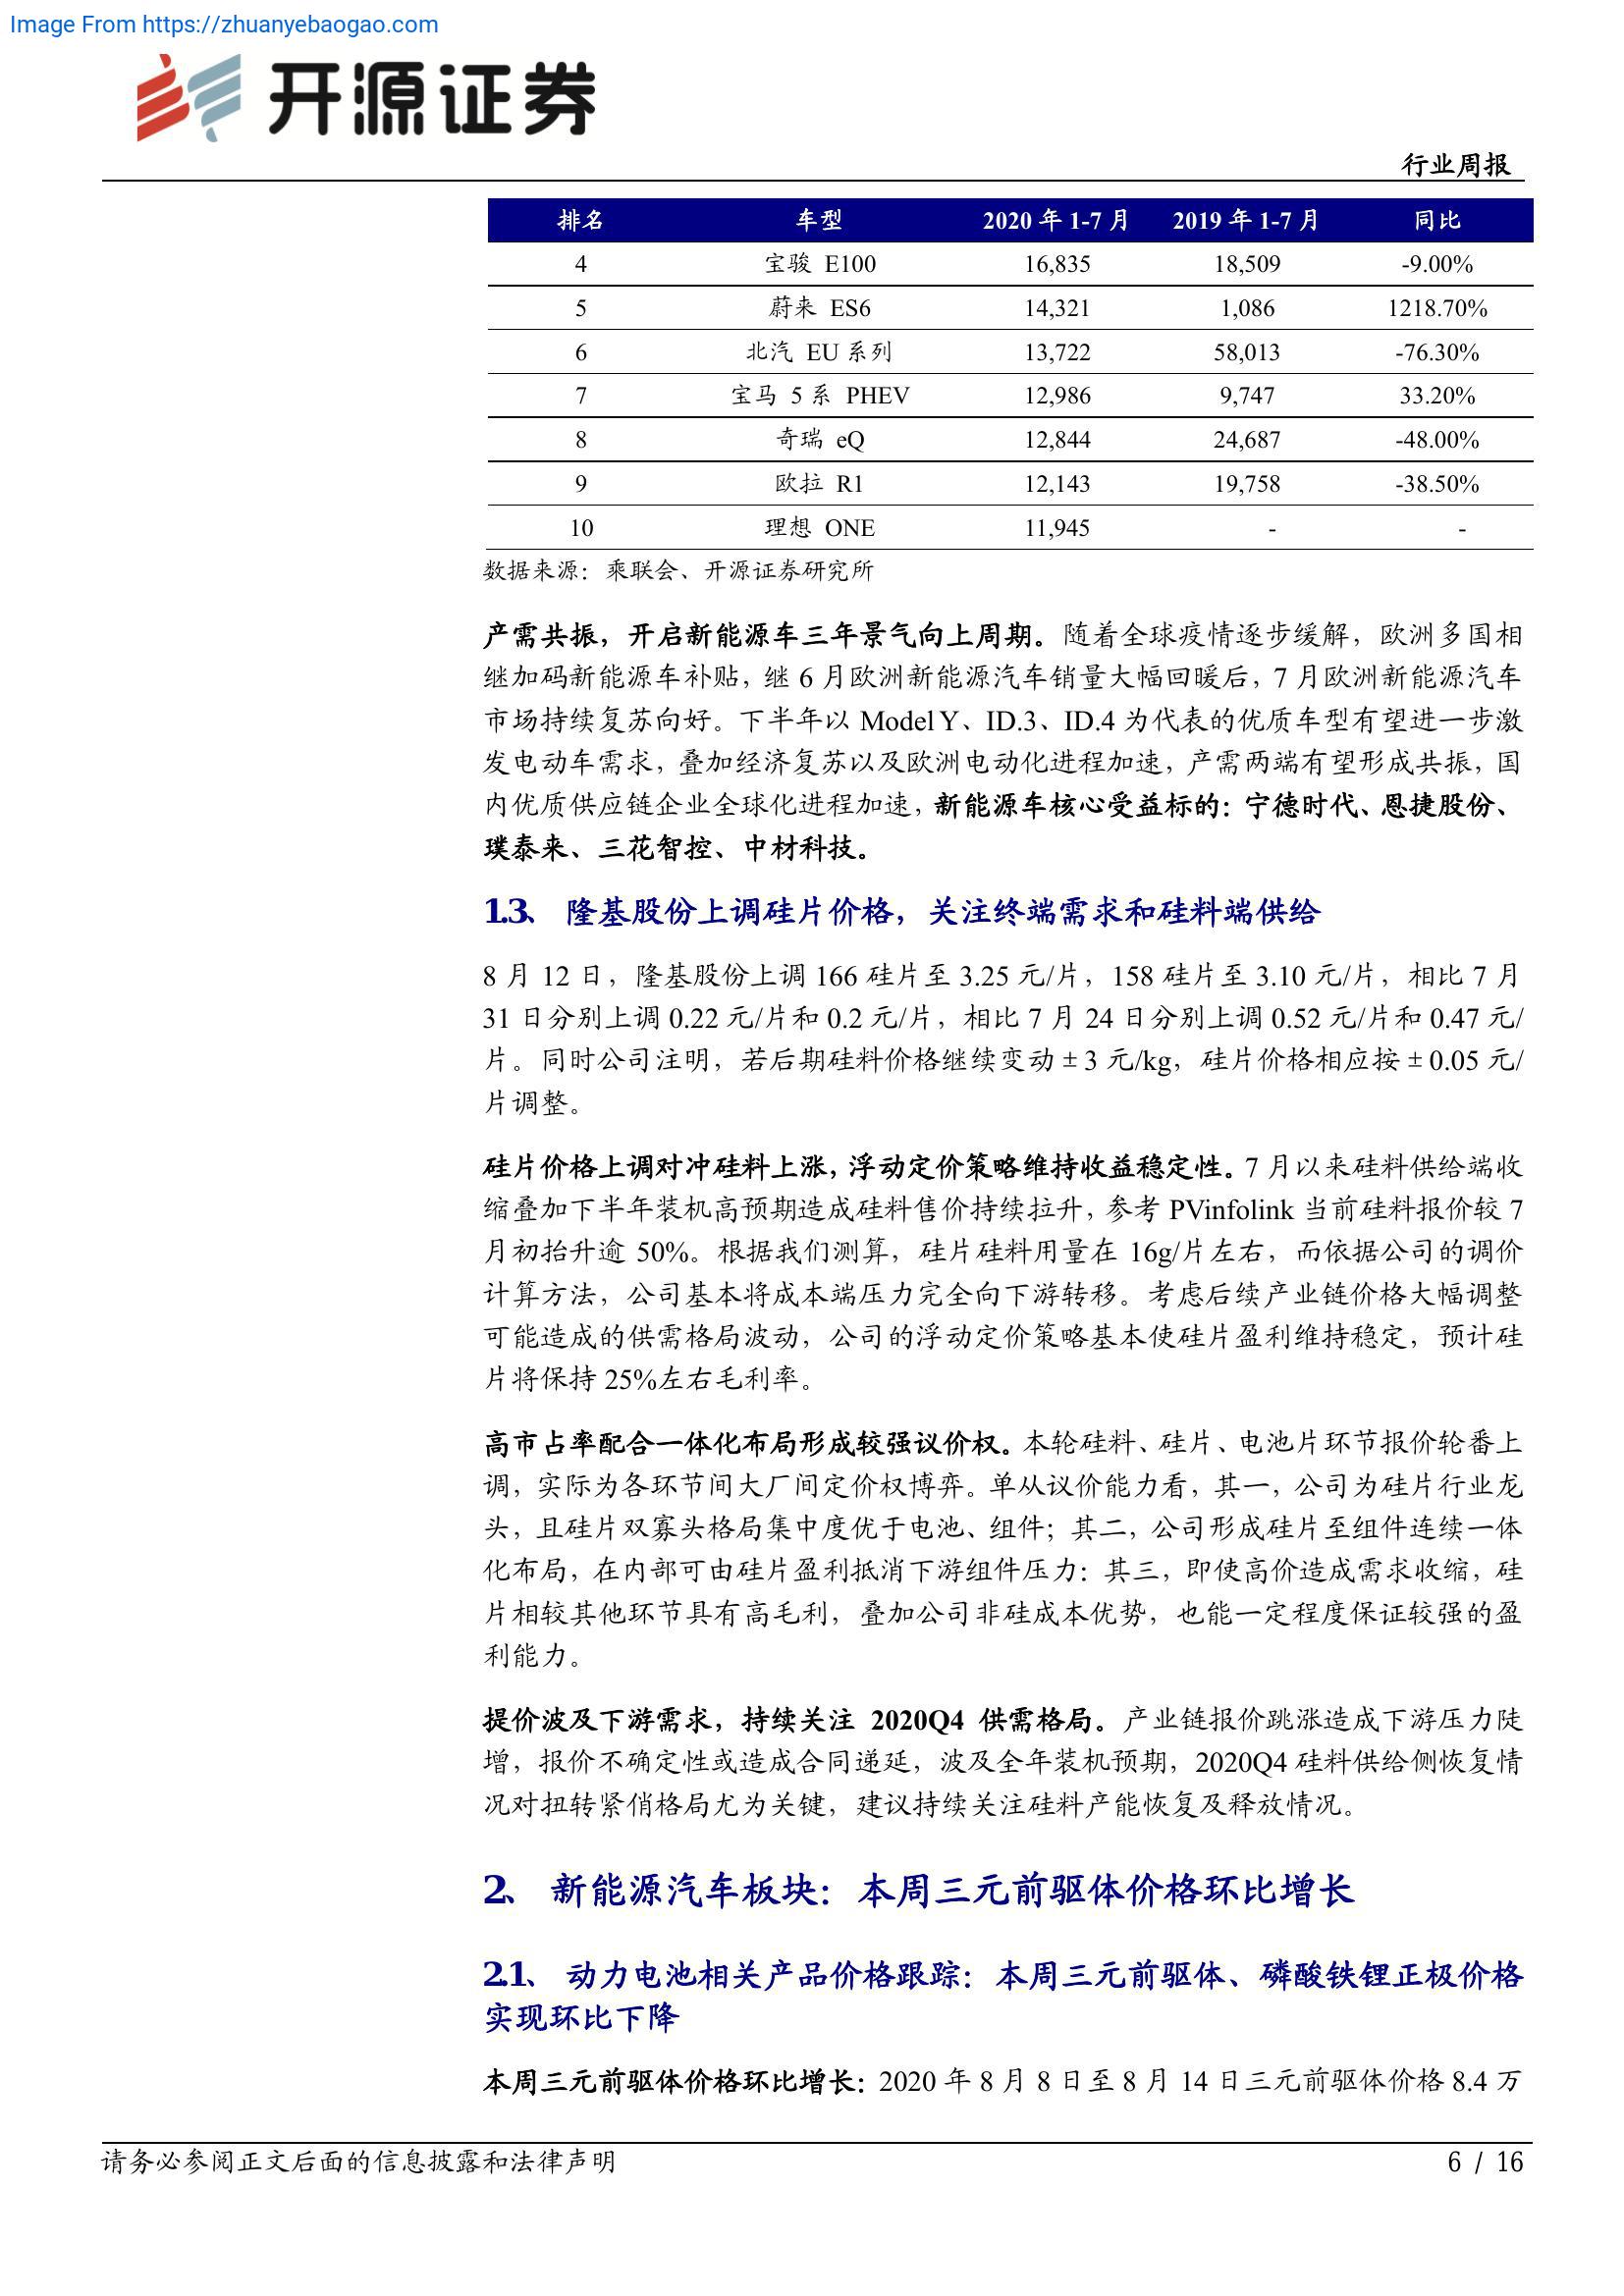 Image From https://zhuanyebaogao.com
开源证券
行业周报
排名 车型 2020 年 1-7 月 2019 年 1-7 月 同比
4 宝骏 E100 16,835 18,509 -9.00%
5 蔚来 ES6 14,321 1,086 1218.70%
6 北汽 EU 系列 13,722 58,013 -76.30%
7 宝马 5 系 PHEV 12,986 9,747 33.20%
8 奇瑞 eQ 12,844 24,687 -48.00%
9 欧拉 R1 12,143 19,758 -38.50%
10 理想 ONE 11,945 - -
数据来源：乘联会、开源证券研究所
产需共振，开启新能源车三年景气向上周期。随着全球疫情逐步缓解，欧洲多国相
继加码新能源车补贴，继 6 月欧洲新能源汽车销量大幅回暖后，7 月欧洲新能源汽车
市场持续复苏向好。下半年以 Model Y、ID.3、ID.4 为代表的优质车型有望进一步激
发电动车需求，叠加经济复苏以及欧洲电动化进程加速，产需两端有望形成共振，国
内优质供应链企业全球化进程加速，新能源车核心受益标的：宁德时代、恩捷股份、
璞泰来、三花智控、中材科技。
1.3、 隆基股份上调硅片价格，关注终端需求和硅料端供给
8 月 12 日，隆基股份上调 166 硅片至 3.25 元/片，158 硅片至 3.10 元/片，相比 7 月
31 日分别上调 0.22 元/片和 0.2 元/片，相比 7 月 24 日分别上调 0.52 元/片和 0.47 元/
片。同时公司注明，若后期硅料价格继续变动±3 元/kg，硅片价格相应按±0.05 元/
片调整。
硅片价格上调对冲硅料上涨，浮动定价策略维持收益稳定性。7 月以来硅料供给端收
缩叠加下半年装机高预期造成硅料售价持续拉升，参考 PVinfolink 当前硅料报价较 7
月初抬升逾 50%。根据我们测算，硅片硅料用量在 16g/片左右，而依据公司的调价
计算方法，公司基本将成本端压力完全向下游转移。考虑后续产业链价格大幅调整
可能造成的供需格局波动，公司的浮动定价策略基本使硅片盈利维持稳定，预计硅
片将保持 25%左右毛利率。
高市占率配合一体化布局形成较强议价权。本轮硅料、硅片、电池片环节报价轮番上
调，实际为各环节间大厂间定价权博弈。单从议价能力看，其一，公司为硅片行业龙
头，且硅片双寡头格局集中度优于电池、组件；其二，公司形成硅片至组件连续一体
化布局，在内部可由硅片盈利抵消下游组件压力：其三，即使高价造成需求收缩，硅
片相较其他环节具有高毛利，叠加公司非硅成本优势，也能一定程度保证较强的盈
利能力。
提价波及下游需求，持续关注 2020Q4 供需格局。产业链报价跳涨造成下游压力陡
增，报价不确定性或造成合同递延，波及全年装机预期，2020Q4 硅料供给侧恢复情
况对扭转紧俏格局尤为关键，建议持续关注硅料产能恢复及释放情况。
2、 新能源汽车板块：本周三元前驱体价格环比增长
2.1、 动力电池相关产品价格跟踪：本周三元前驱体、磷酸铁锂正极价格
实现环比下降
本周三元前驱体价格环比增长：2020 年 8 月 8 日至 8 月 14 日三元前驱体价格 8.4 万
请务必参阅正文后面的信息披露和法律声明
6 / 16